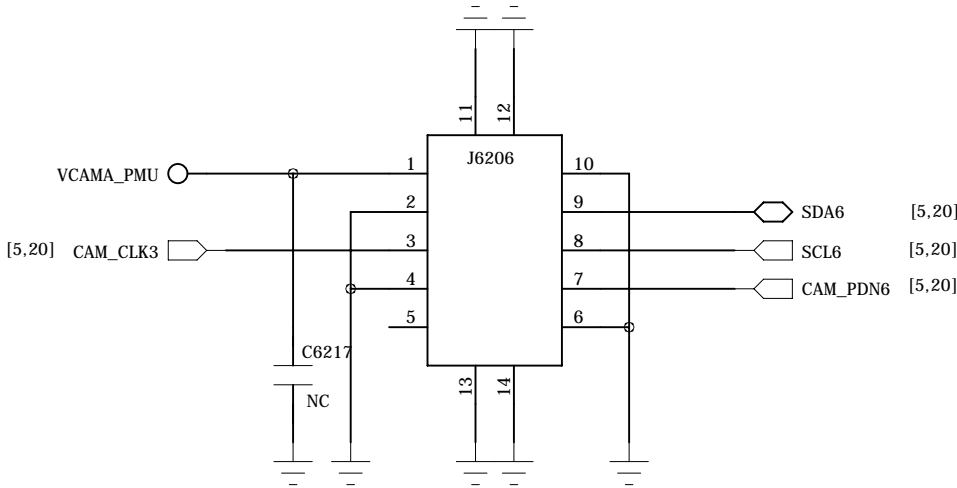 11 12
J6206
VCAMA_PMU 1 10
2 9 SDA6 [5,20]
[5,20] CAM_CLK3 3 8 SCL6 [5,20]
4 7 CAM_PDN6 [5,20]
5 6
C6217
NC
13 14